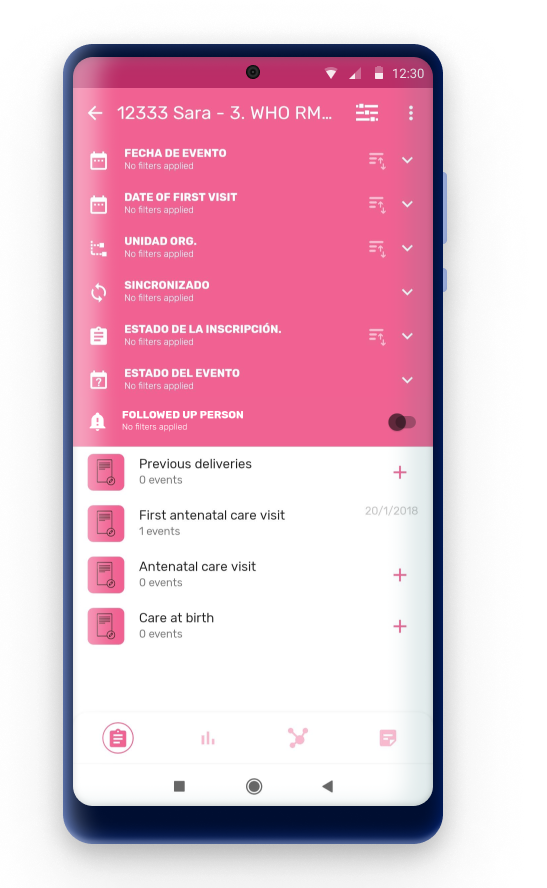 12:30
12333 Sara - 3. WHO RM...
FECHA DE EVENTO
No filters applied
DATE OF FIRST VISIT
No filters applied
UNIDAD ORG.
No filters applied
SINCRONIZADO
No filters applied
ESTADO DE LA INSCRIPCIÓN.
No filters applied
ESTADO DEL EVENTO
No filters applied
FOLLOWED UP PERSON
No filters applied
Previous deliveries
0 events
First antenatal care visit
20/1/2018
1 events
Antenatal care visit
0 events
Care at birth
0 events